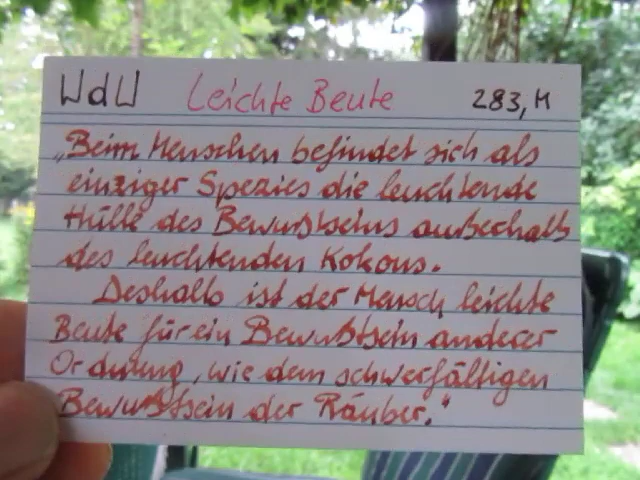 WdW Leichte Beute 283, M
„Beim Menschen befindet sich als
einziger Spezies die leuchtende
Hülle des Bewußtseins außerhalb
des leuchtenden Kokons.
Deshalb ist der Mensch leichte
Beute für ein Bewußtsein anderer
Ordnung, wie dem schwerfälligen
Bewußtsein der Räuber."